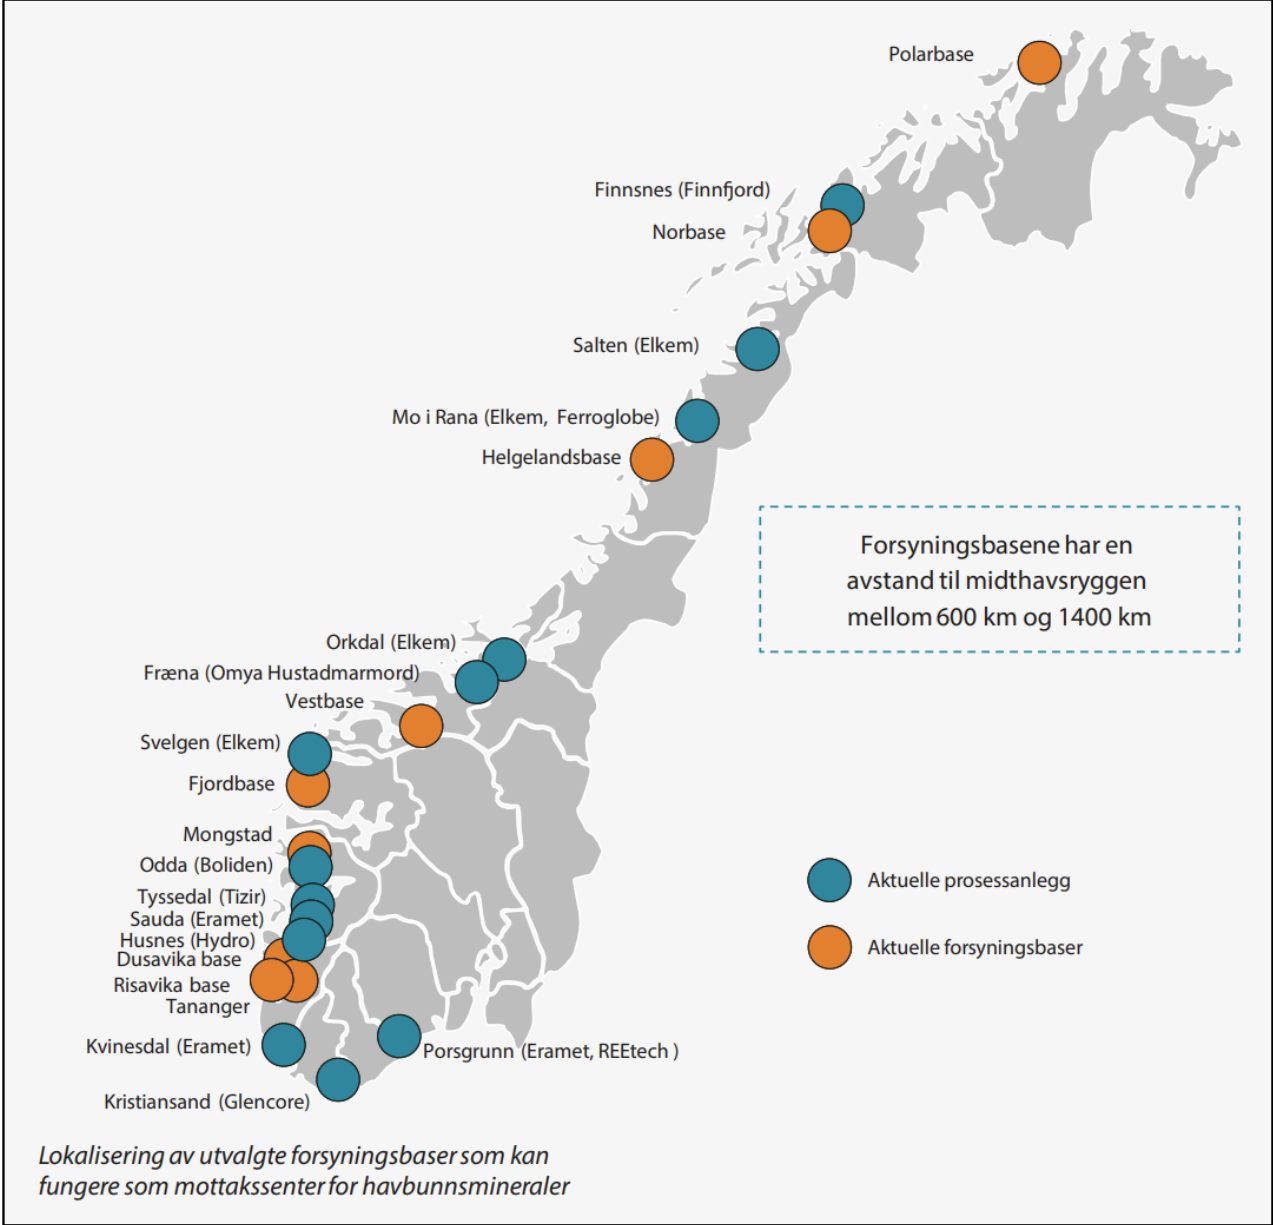 Polarbase
Finnsnes (Finnfjord)
Norbase
Salten (Elkem)
Mo i Rana (Elkem, Ferroglobe)
Helgelandsbase
Forsyningsbasene har en
avstand til midthavsryggen
mellom 600 km og 1400 km
Orkdal (Elkem)
Fræna (Omya Hustadmarmord)
Vestbase
Svelgen (Elkem)
Fjordbase
Mongstad
Odda (Boliden)
Tyssedal (Tizir)
Sauda (Eramet)
Husnes (Hydro)
Dusavika base
Risavika base
Tananger
Kvinesdal (Eramet)
Porsgrunn (Eramet, REEtech )
Kristiansand (Glencore)
Aktuelle prosessanlegg
Aktuelle forsyningsbaser
Lokalisering av utvalgte forsyningsbaser som kan
fungere som mottakssenter for havbunnsmineraler